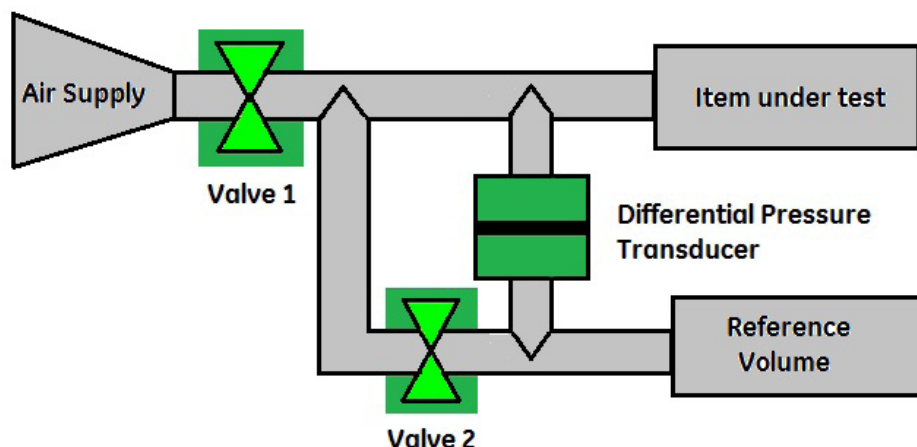 Air Supply
Valve 1
Item under test
Differential Pressure
Transducer
Reference
Volume
Valve 2